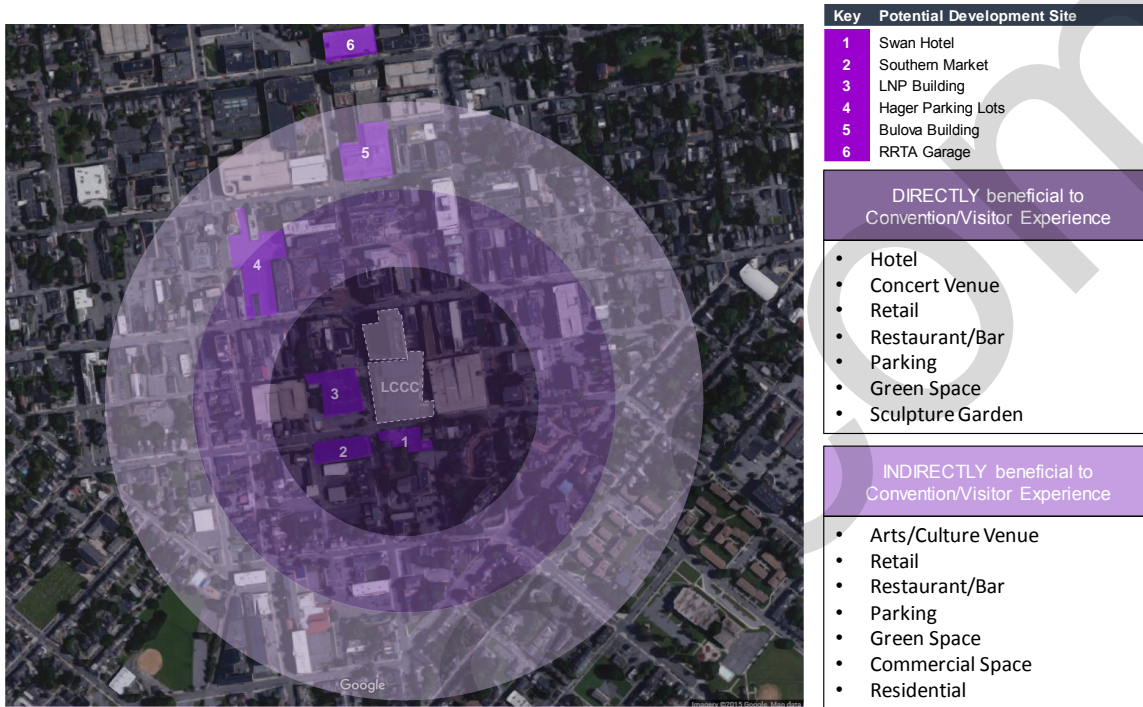 6
5
4
LCCC
3
1
2
Google
Imagery ©2015 Google, Map data
Key Potential Development Site
1 Swan Hotel
2 Southern Market
3 LNP Building
4 Hager Parking Lots
5 Bulova Building
6 RRTA Garage
DIRECTLY beneficial to
Convention/Visitor Experience
• Hotel
• Concert Venue
• Retail
• Restaurant/Bar
• Parking
• Green Space
• Sculpture Garden
INDIRECTLY beneficial to
Convention/Visitor Experience
• Arts/Culture Venue
• Retail
• Restaurant/Bar
• Parking
• Green Space
• Commercial Space
• Residential
com